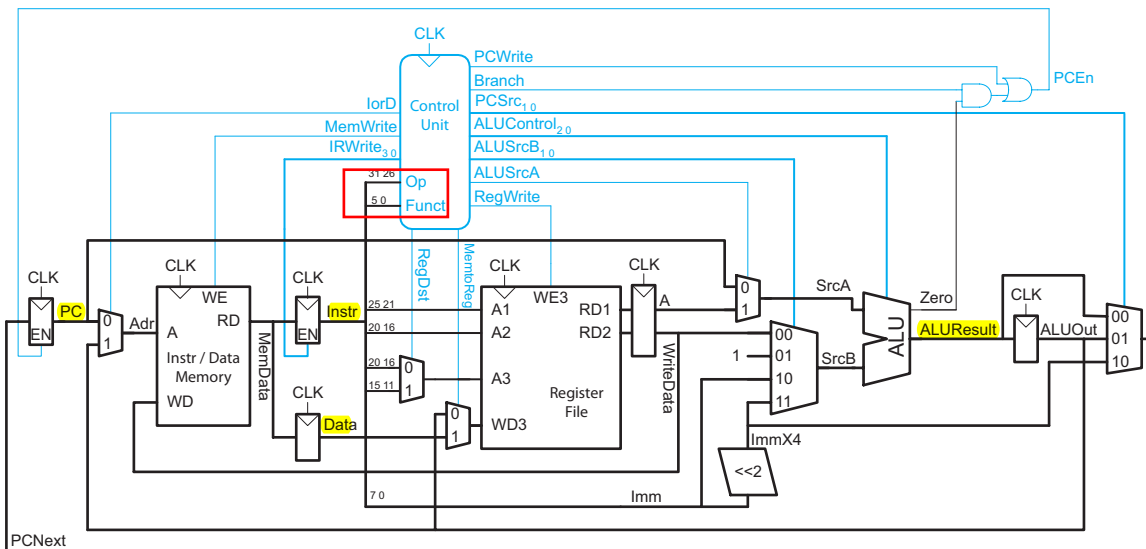 CLK
PCWrite
Branch
PCEn
PCSrc1 0
IorD
Control Unit
MemWrite
ALUControl2 0
IRWrite3 0
ALUSrcB1 0
31 26
Op
ALUSrcA
5 0
Funct
RegWrite
RegDst
MemtoReg
CLK
CLK
CLK
CLK
CLK
CLK
PC
EN
0
1
Adr
WE
A
RD
Instr / Data Memory
WD
MemData
EN
Instr
CLK
Data
25 21
20 16
20 16
15 11
0
1
0
1
A1
A2
A3
WD3
WE3
RD1
RD2
Register File
A
WriteData
0
1
SrcA
00
1
01
10
11
SrcB
ALU
Zero
ALUResult
ALUOut
00
01
10
ImmX4
<<2
7 0
Imm
PCNext